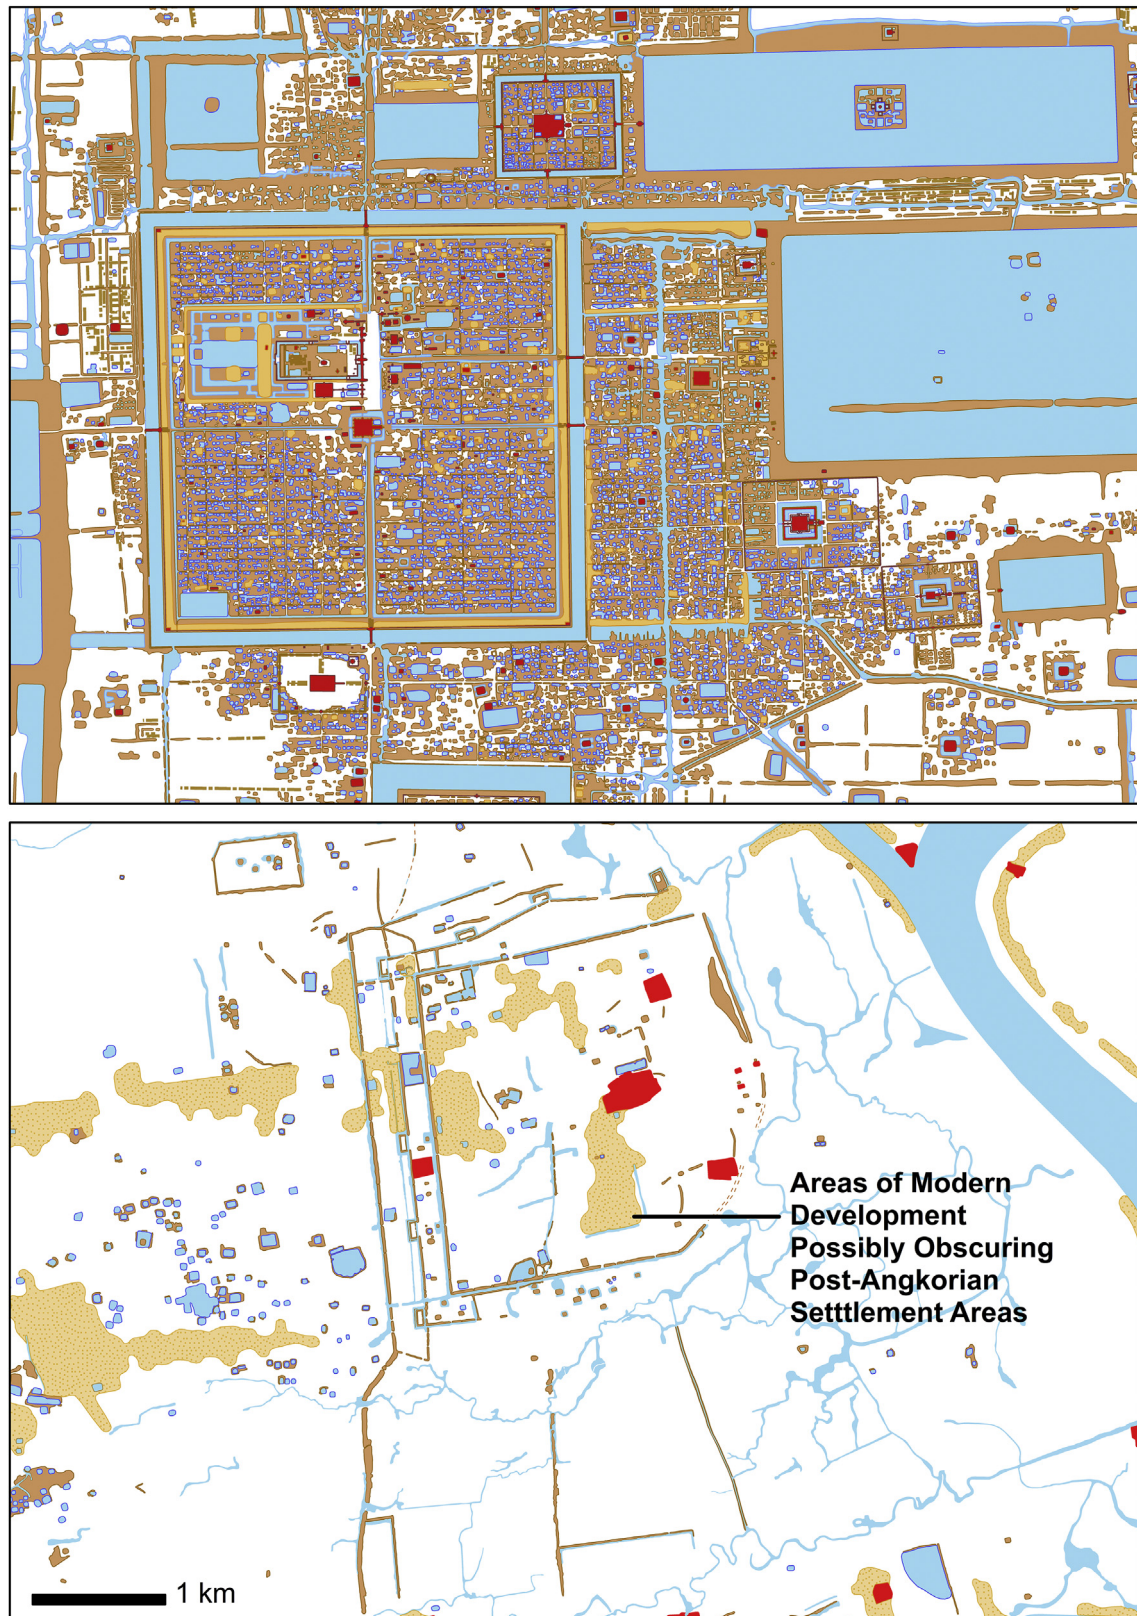 Areas of Modern
Development
Possibly Obscuring
Post-Angkorian
Setttlement Areas
1 km